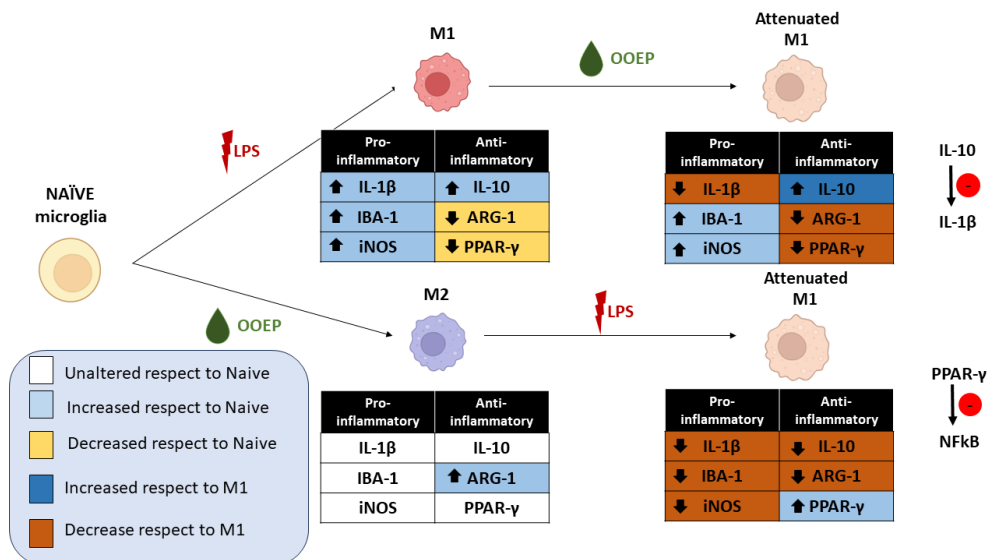 M1
Attenuated
M1
OOEP
LPS
NAÏVE
microglia
Pro-
inflammatory
Anti-
inflammatory
IL-1β
IL-10
IBA-1
ARG-1
iNOS
PPAR-γ
Pro-
inflammatory
Anti-
inflammatory
IL-1β
IL-10
IBA-1
ARG-1
iNOS
PPAR-γ
IL-10
-
IL-1β
OOEP
M2
LPS
Attenuated
M1
Pro-
inflammatory
Anti-
inflammatory
IL-1β
IL-10
IBA-1
ARG-1
iNOS
PPAR-γ
Pro-
inflammatory
Anti-
inflammatory
IL-1β
IL-10
IBA-1
ARG-1
iNOS
PPAR-γ
PPAR-γ
-
NFkB
Unaltered respect to Naive
Increased respect to Naive
Decreased respect to Naive
Increased respect to M1
Decrease respect to M1